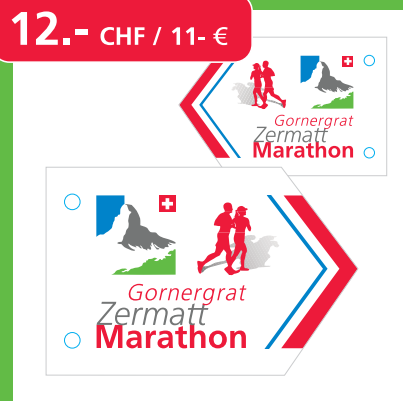 12.- CHF / 11- €
Gornergrat
Zermatt
Marathon
Gornergrat
Zermatt
Marathon